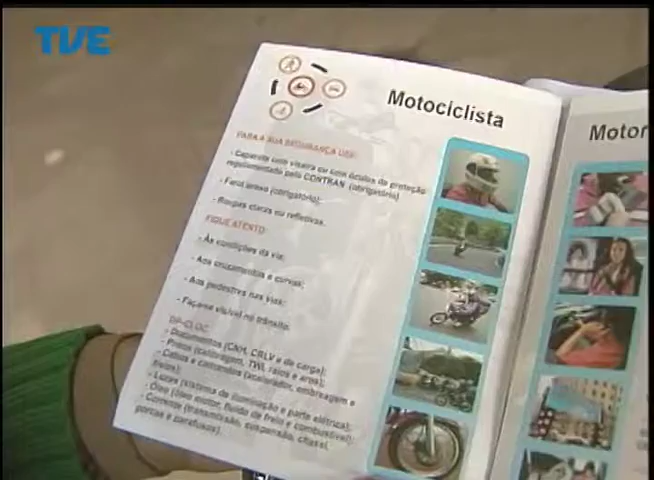 TVE
Motociclista
PARA A SUA SEGURANÇA USE:
- Capacete com viseira ou com óculos de proteção
regulamentado pelo CONTRAN (obrigatório)
- Farol aceso (obrigatório);
- Roupas claras ou refletivas.
FIQUE ATENTO:
- Às condições da via;
- Aos cruzamentos e curvas;
- Aos pedestres nas vias;
- Faça-se visível no trânsito.
DP-CLOC
- Documentos (CNH, CRLV e de carga);
- Pneus (calibragem, TWI, raios e aros);
- Cabos e comandos (acelerador, embreagem e
freios);
- Luzes (sistema de iluminação e parte elétrica);
- Óleo (óleo motor, fluido de freio e combustível);
- Corrente (transmissão, suspensão, chassi,
porcas e parafusos).
Motor